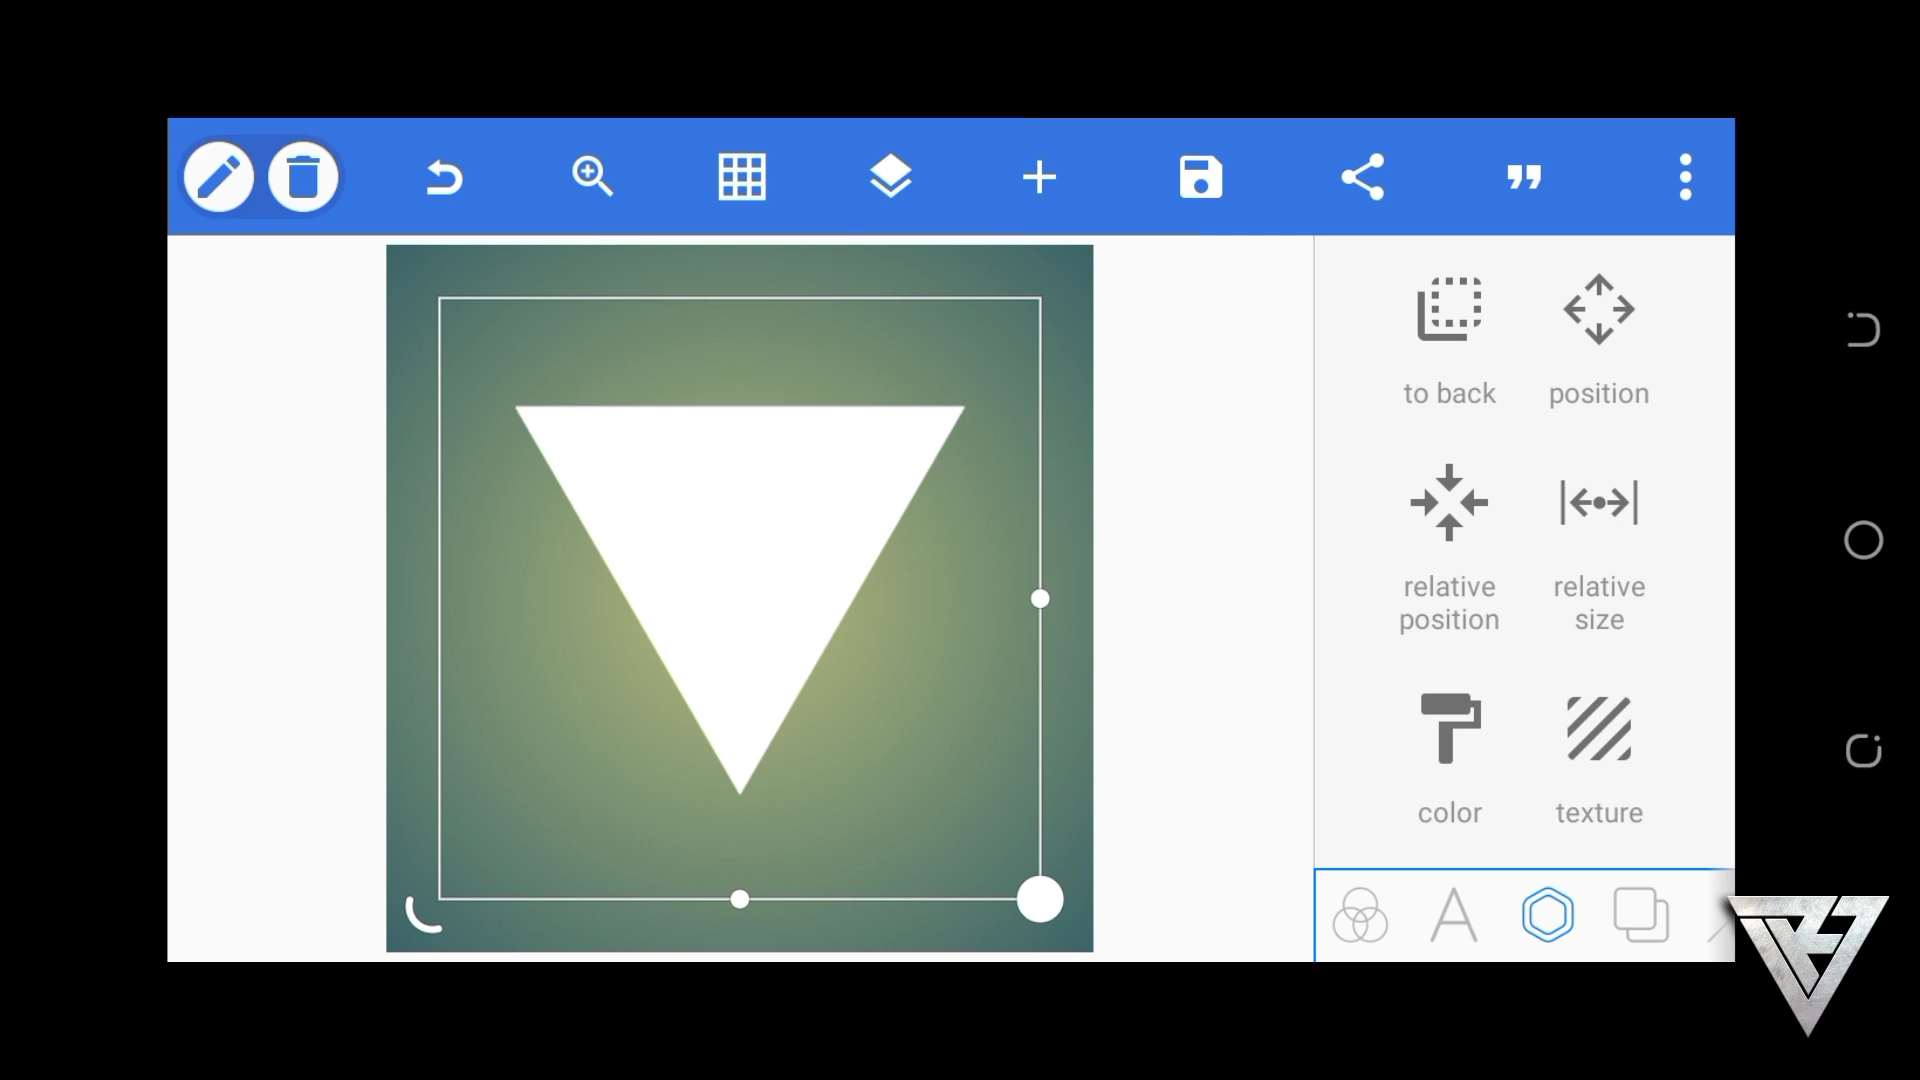 to back
position
relative
position
relative
size
color
texture